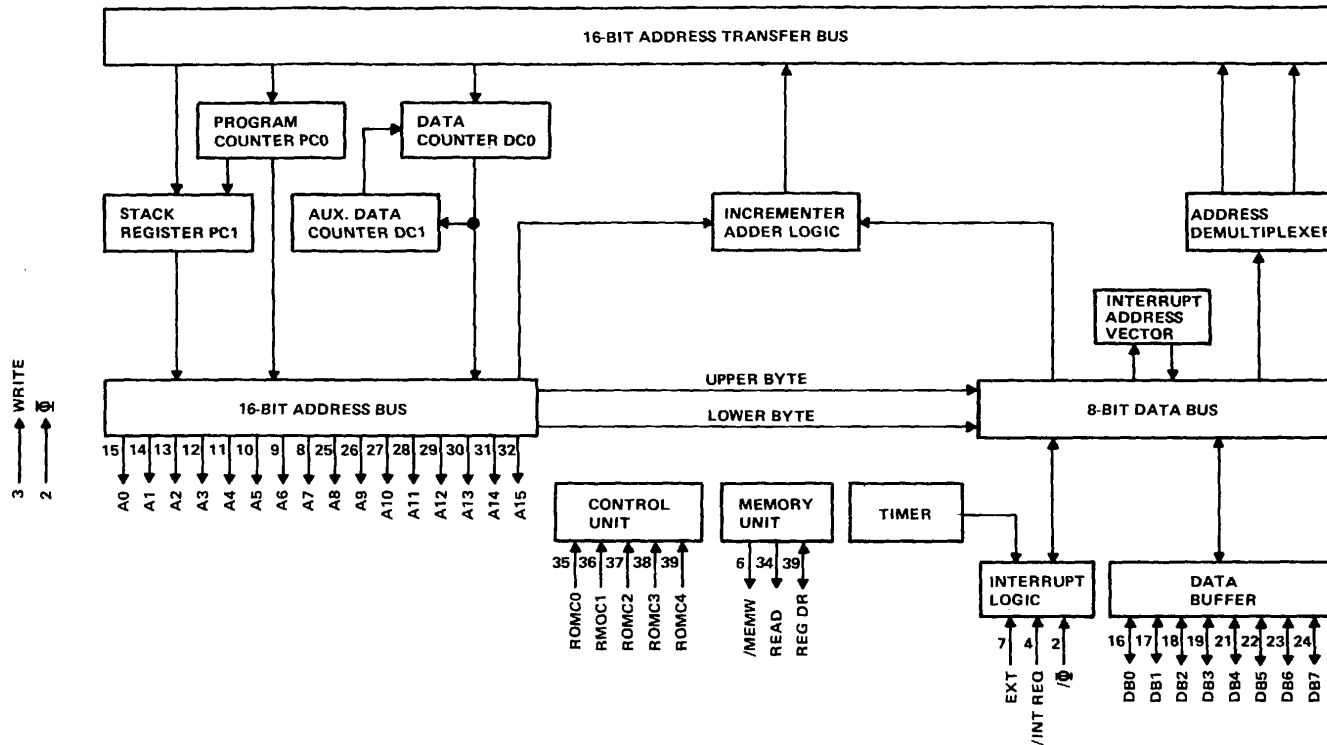 16-BIT ADDRESS TRANSFER BUS
PROGRAM
COUNTER PC0
DATA
COUNTER DC0
STACK
REGISTER PC1
AUX. DATA
COUNTER DC1
INCREMENTER
ADDER LOGIC
ADDRESS
DEMULTIPLEXER
INTERRUPT
ADDRESS
VECTOR
3 WRITE
2 Φ
16-BIT ADDRESS BUS
UPPER BYTE
LOWER BYTE
8-BIT DATA BUS
15 14 13 12 11 10 9 8 25 26 27 28 29 30 31 32
A0 A1 A2 A3 A4 A5 A6 A7 A8 A9 A10 A11 A12 A13 A14 A15
CONTROL
UNIT
35 36 37 38 39
ROMC0 RMOC1 ROMC2 ROMC3 ROMC4
MEMORY
UNIT
6 34 39
/MEMW READ REG DR
TIMER
INTERRUPT
LOGIC
7 4 2
EXT /INT REQ /Φ
DATA
BUFFER
16 17 18 19 21 22 23 24
DB0 DB1 DB2 DB3 DB4 DB5 DB6 DB7